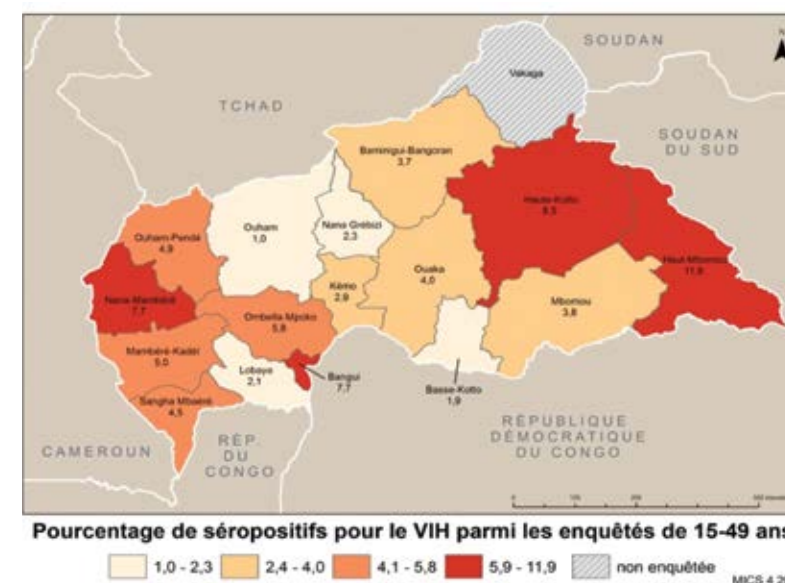 SOUDAN
N
Vakaga
TCHAD
SOUDAN
DU SUD
Bamingui-Bangoran
3,7
Haute-Kotto
Ouham-Pendé
4,9
Ouham
1,0
Nana Grébizi
2,3
Haut-Mbomou
11,9
Ouaka
4,0
Kémo
2,9
Nana-Mambéré
7,7
Mbomou
3,8
Ombella Mpoko
5,8
Mambéré-Kadéï
5,0
Lobaye
2,1
Bangui
7,7
Basse-Kotto
1,9
Sangha Mbaéré
4,5
RÉPUBLIQUE
DÉMOCRATIQUE
DU CONGO
CAMEROUN
RÉP.
DU
CONGO
0 100 200
Pourcentage de séropositifs pour le VIH parmi les enquêtés de 15-49 ans
1,0 - 2,3 2,4 - 4,0 4,1 - 5,8 5,9 - 11,9 non enquêtée
MICS 4